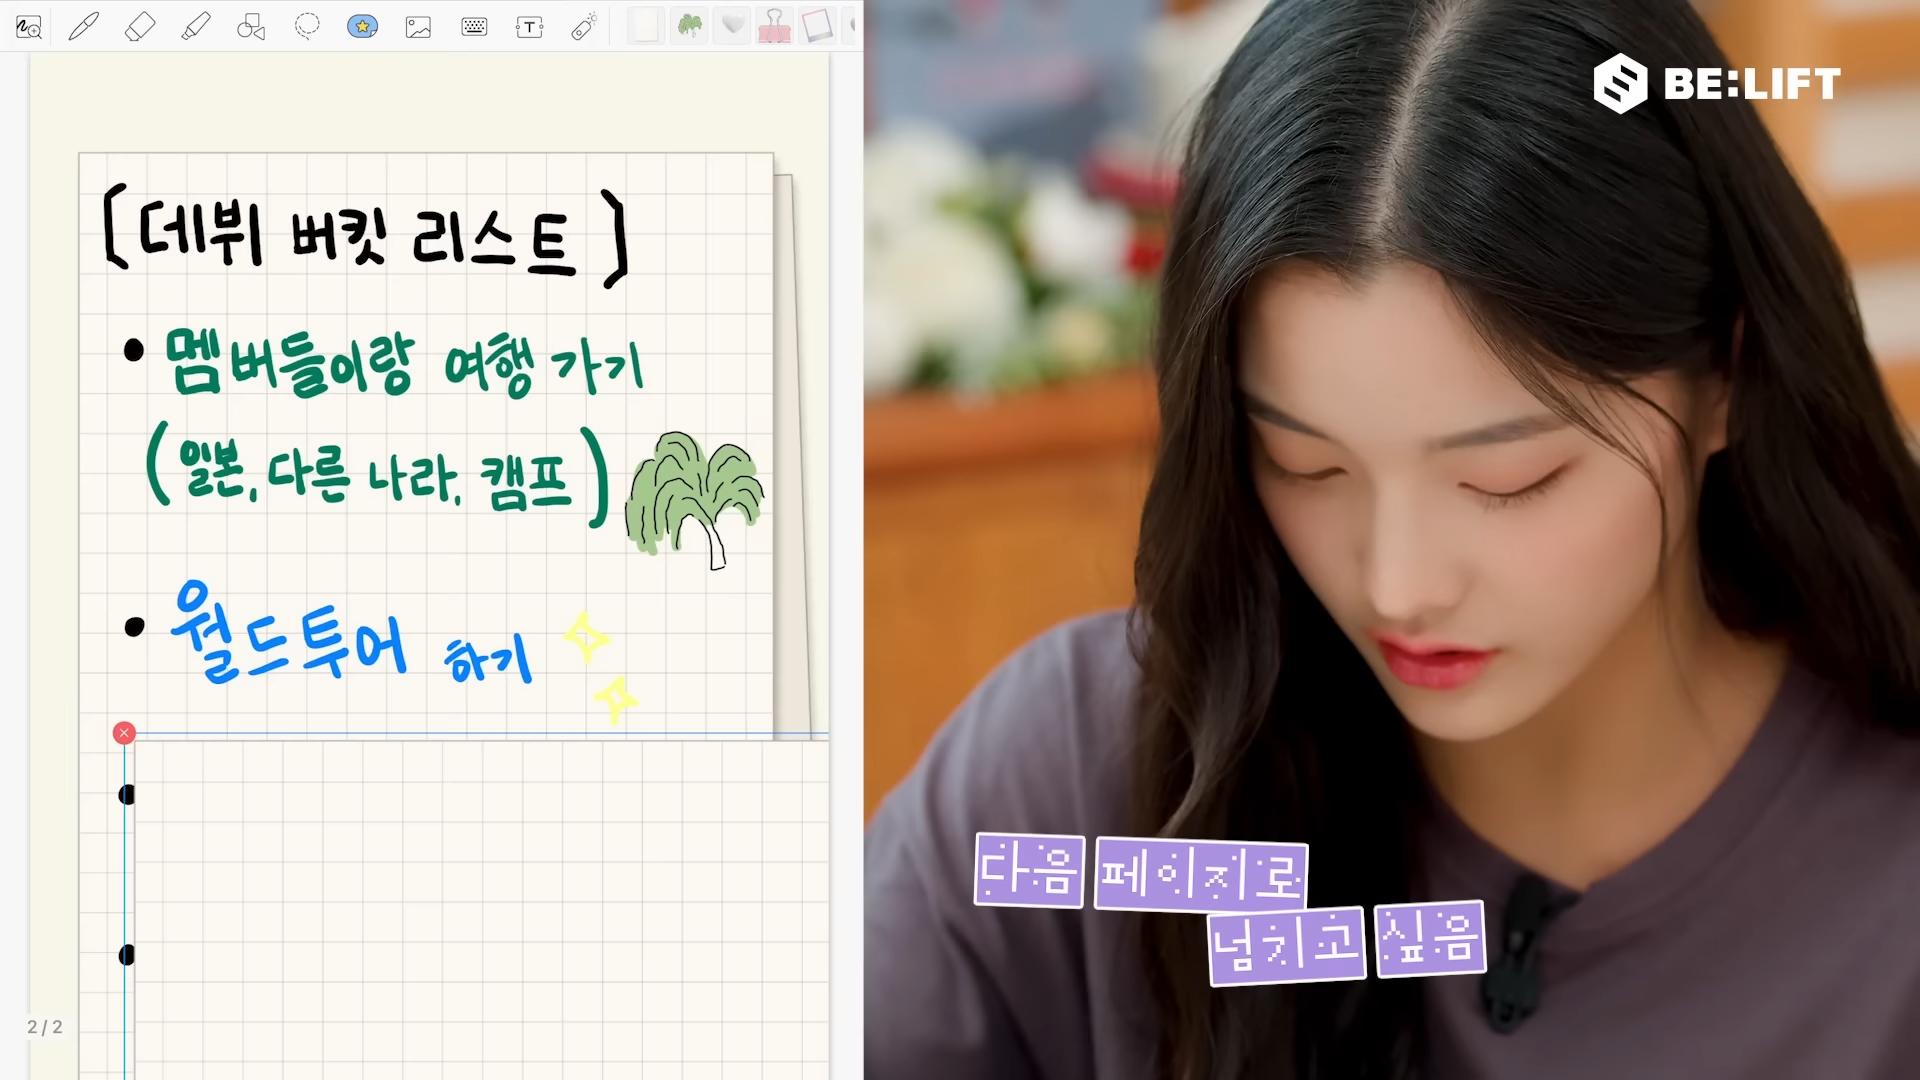 [데뷔 버킷 리스트]
• 멤버들이랑 여행 가기
(일본, 다른 나라, 캠프)
• 월드투어 하기
2/2
BE:LIFT
다음 페이지로
넘기고 싶음